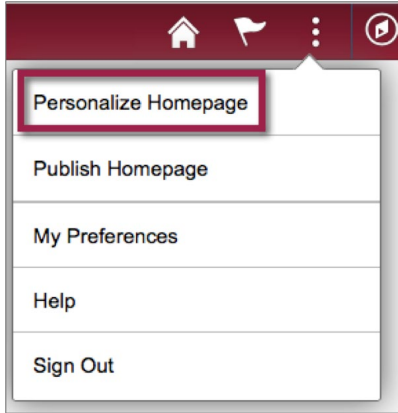 Personalize Homepage
Publish Homepage
My Preferences
Help
Sign Out